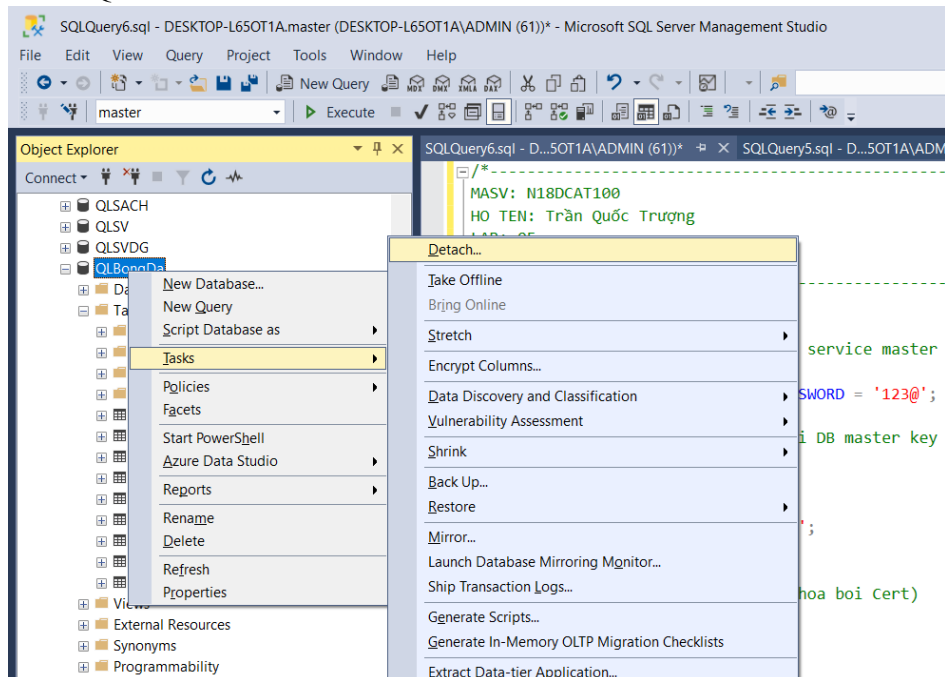 SQLQuery6.sql - DESKTOP-L65OT1A.master (DESKTOP-L65OT1A\ADMIN (61))* - Microsoft SQL Server Management Studio
File Edit View Query Project Tools Window Help
New Query MDX DMX XMLA DAX
master Execute
Object Explorer
SQLQuery6.sql - D...5OT1A\ADMIN (61))* SQLQuery5.sql - D...5OT1A\ADM
Connect
QLSACH
QLSV
QLSVDG
QLBongDa
/*
MASV: N18DCAT100
HO TEN: Trần Quốc Trượng
New Database...
New Query
Script Database as
Tasks
Policies
Facets
Start PowerShell
Azure Data Studio
Reports
Rename
Delete
Refresh
Properties
Detach...
Take Offline
Bring Online
Stretch
Encrypt Columns...
Data Discovery and Classification
Vulnerability Assessment
Shrink
Back Up...
Restore
Mirror...
Launch Database Mirroring Monitor...
Ship Transaction Logs...
Generate Scripts...
Generate In-Memory OLTP Migration Checklists
Extract Data-tier Application...
service master
SWORD = '123@';
i DB master key
';
hoa boi Cert)
Views
External Resources
Synonyms
Programmability